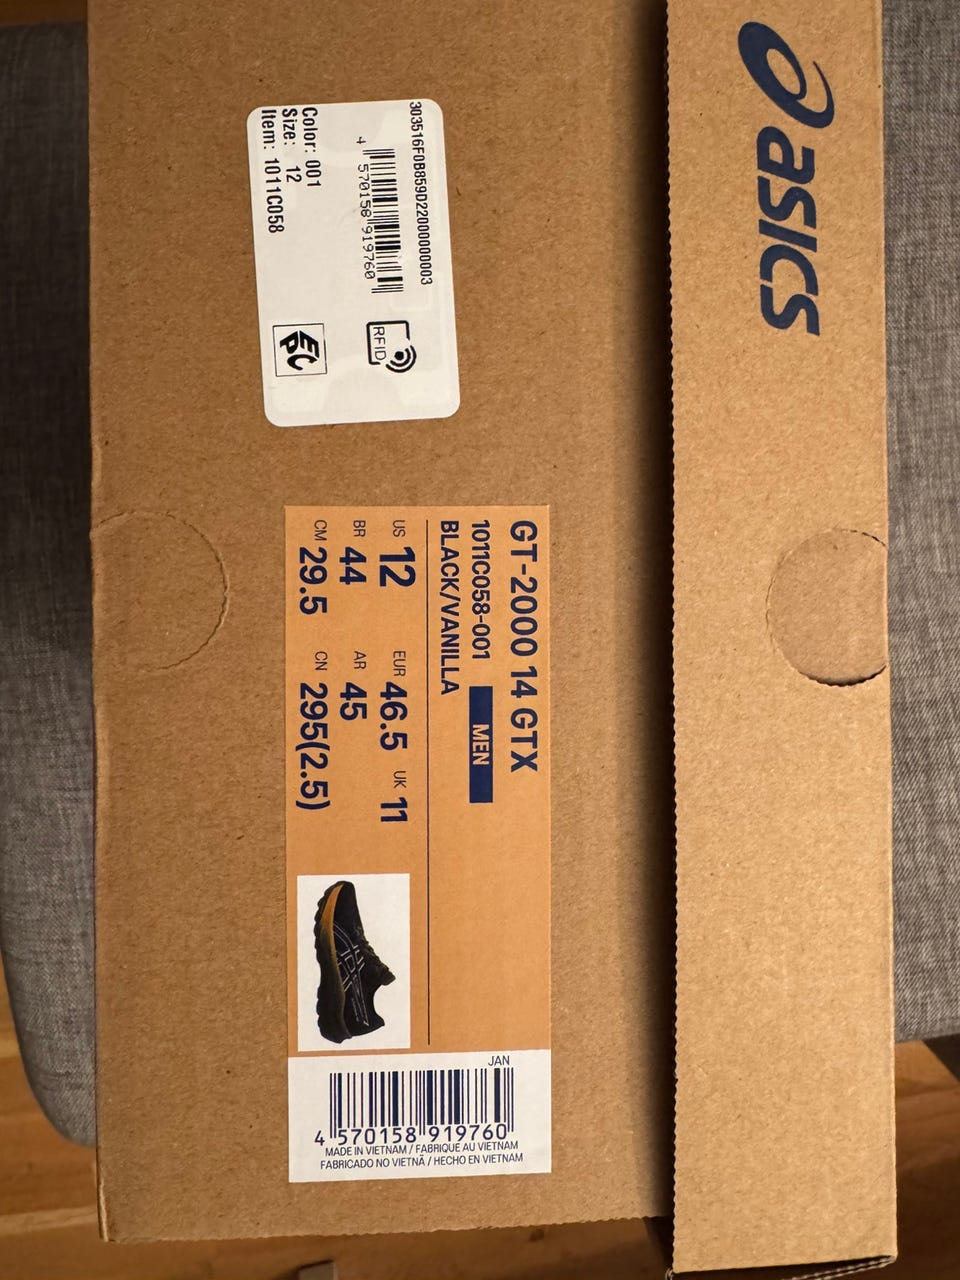 asics
303516F0B859D22000000003
4 570158 919760
Color: 001
Size: 12
Item: 1011C058
RFID
EPC
GT-2000 14 GTX
1011C058-001 MEN
BLACK/VANILLA
US 12 EUR 46.5 UK 11
BR 44 AR 45
CM 29.5 CN 295(2.5)
JAN
4 570158 919760
MADE IN VIETNAM / FABRIQUE AU VIETNAM
FABRICADO NO VIETNÃ / HECHO EN VIETNAM